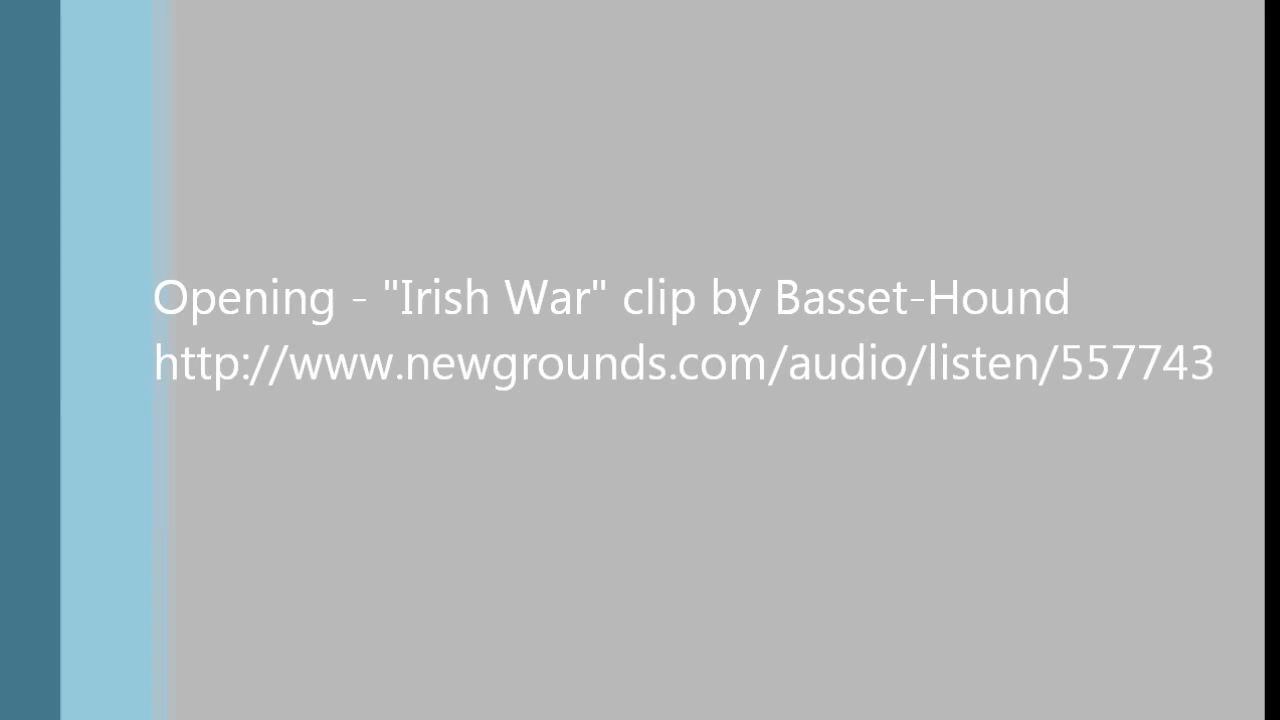 Opening - "Irish War" clip by Basset-Hound
http://www.newgrounds.com/audio/listen/557743